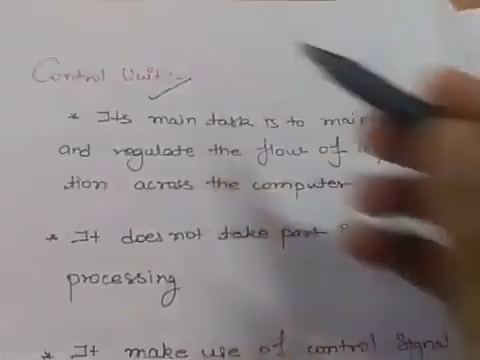 Control Unit :-
* Its main task is to
and regulate the flow of
tion across the computer
* It does not take part
processing
* It make use of control Signal